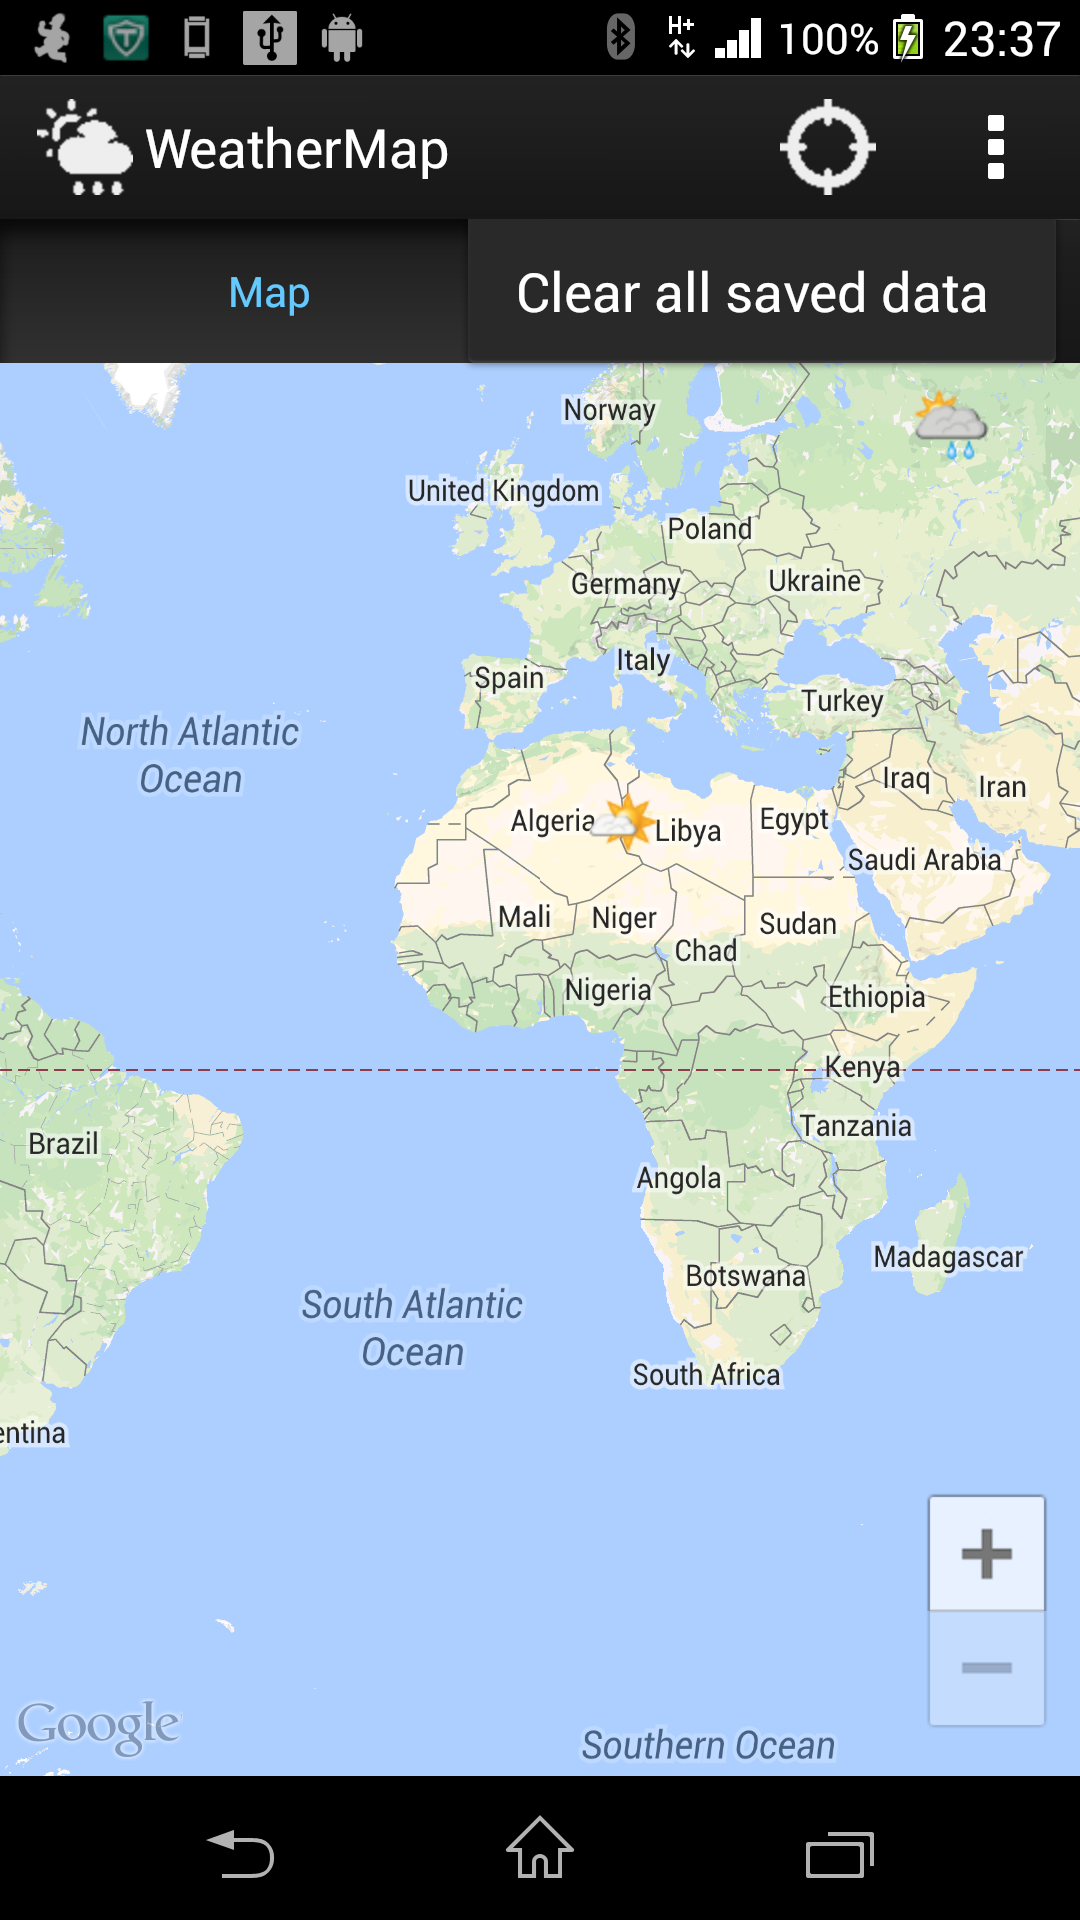 H+
100%
23:37
WeatherMap
Map
Clear all saved data
Norway
United Kingdom
Poland
Germany
Ukraine
Italy
Spain
Turkey
North Atlantic
Ocean
Iraq
Iran
Algeria
Libya
Egypt
Saudi Arabia
Mali
Niger
Sudan
Chad
Nigeria
Ethiopia
Kenya
Tanzania
Brazil
Angola
Madagascar
Botswana
South Atlantic
Ocean
South Africa
entina
Google
Southern Ocean